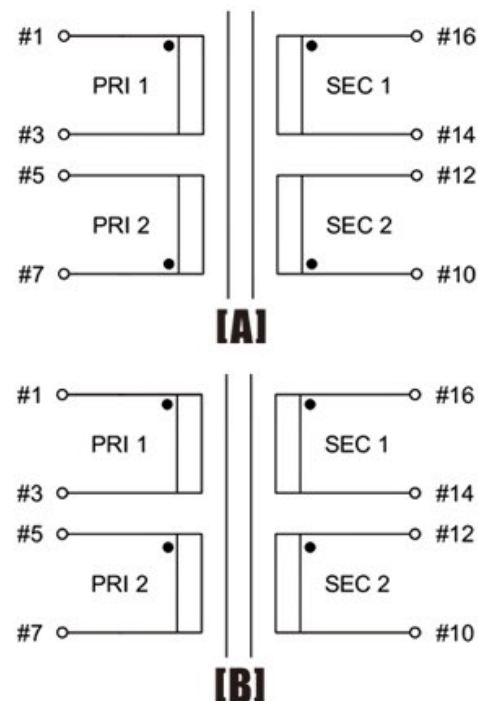 #1 #16
PRI 1 SEC 1
#3 #14
#5 #12
PRI 2 SEC 2
#7 #10
[A]
#1 #16
PRI 1 SEC 1
#3 #14
#5 #12
PRI 2 SEC 2
#7 #10
[B]